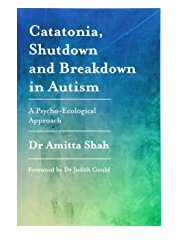 Catatonia,
Shutdown
and Breakdown
in Autism
A Psycho-Ecological
Approach
Dr Amitta Shah
Foreword by Dr Judith Gould